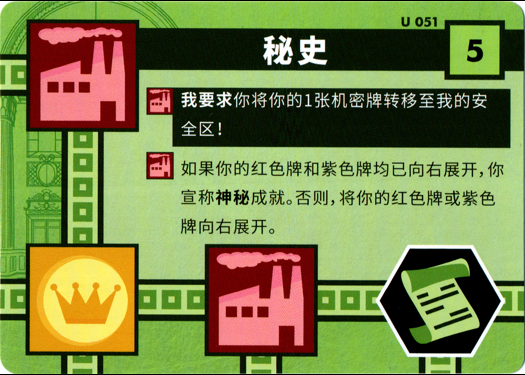 U 051
秘史
5
我要求你将你的1张机密牌转移至我的安
全区！
如果你的红色牌和紫色牌均已向右展开，你
宣称神秘成就。否则，将你的红色牌或紫色
牌向右展开。